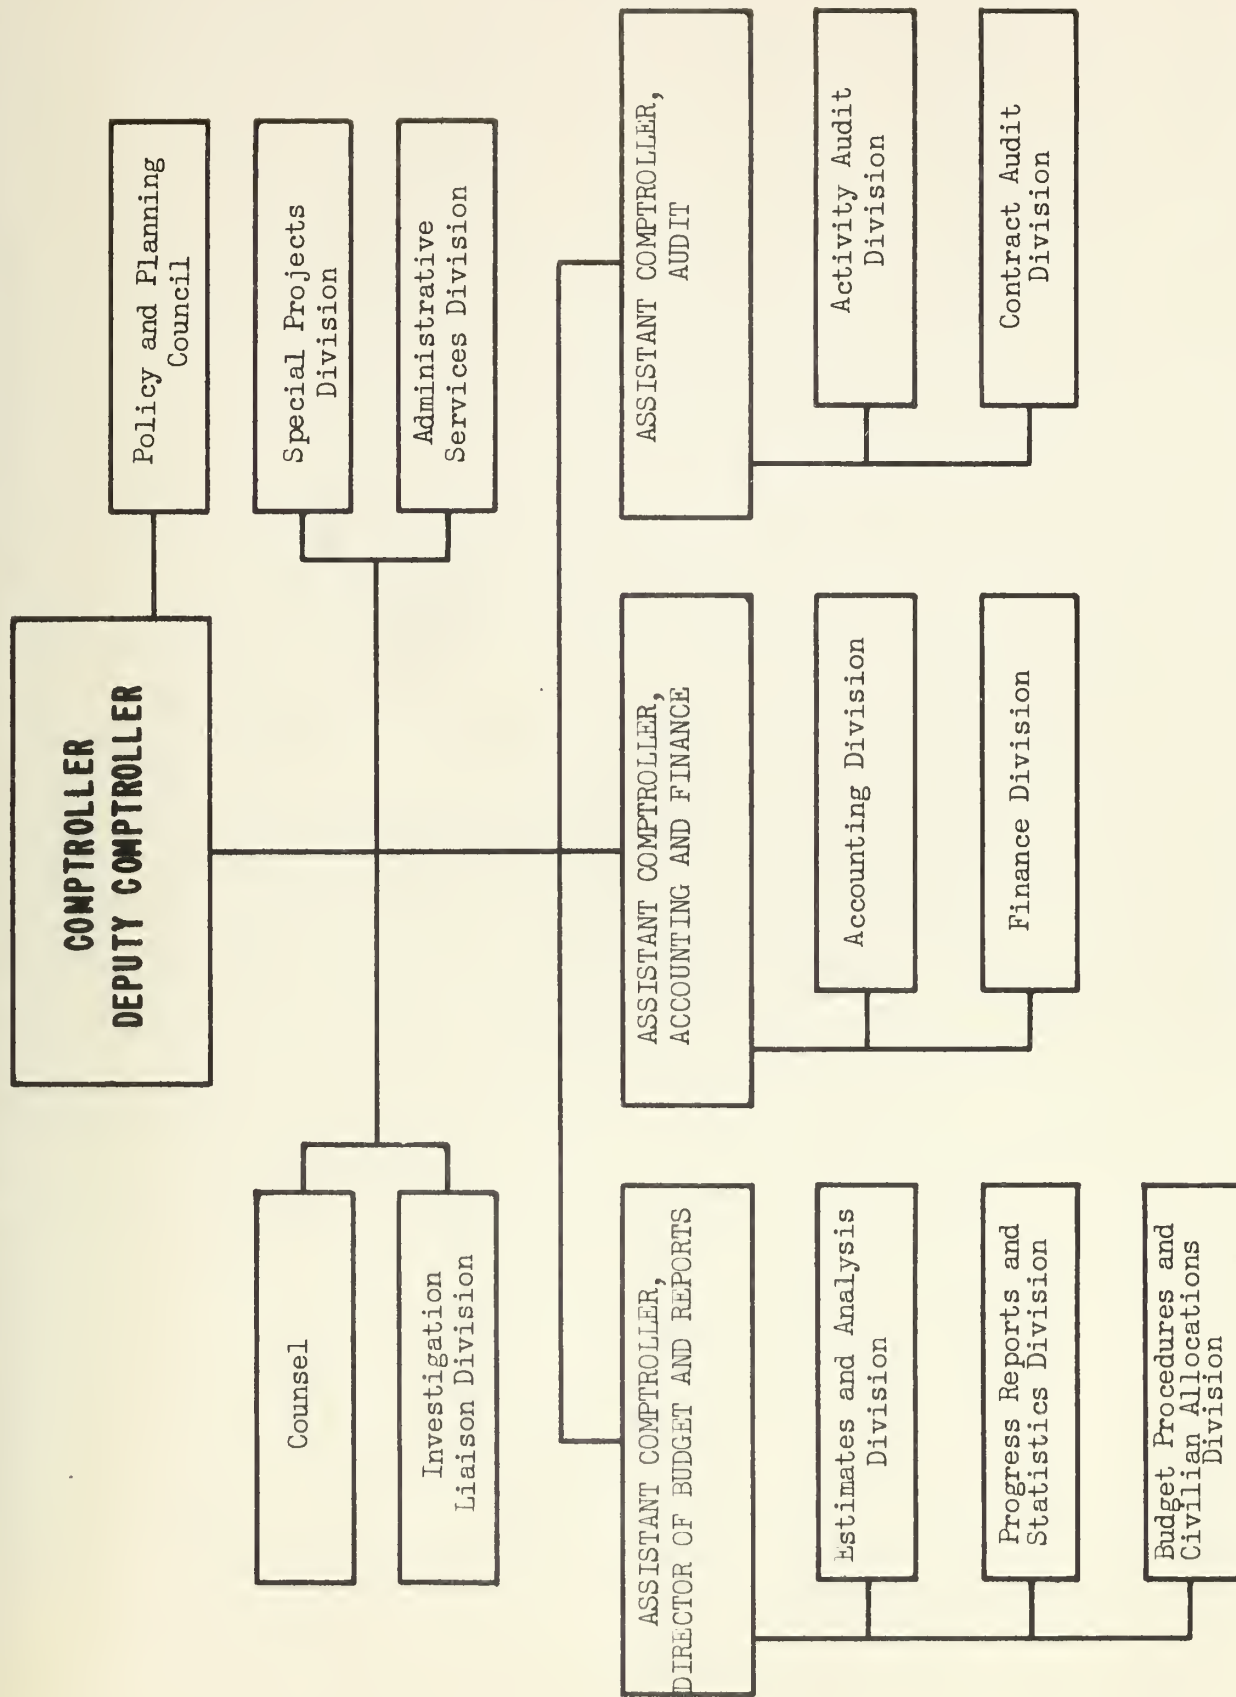 COMPTROLLER
DEPUTY COMPTROLLER
Policy and Planning
Council
Counsel
Special Projects
Division
Investigation
Liaison Division
Administrative
Services Division
ASSISTANT COMPTROLLER,
DIRECTOR OF BUDGET AND REPORTS
ASSISTANT COMPTROLLER,
ACCOUNTING AND FINANCE
ASSISTANT COMPTROLLER,
AUDIT
Estimates and Analysis
Division
Accounting Division
Activity Audit
Division
Progress Reports and
Statistics Division
Finance Division
Contract Audit
Division
Budget Procedures and
Civilian Allocations
Division